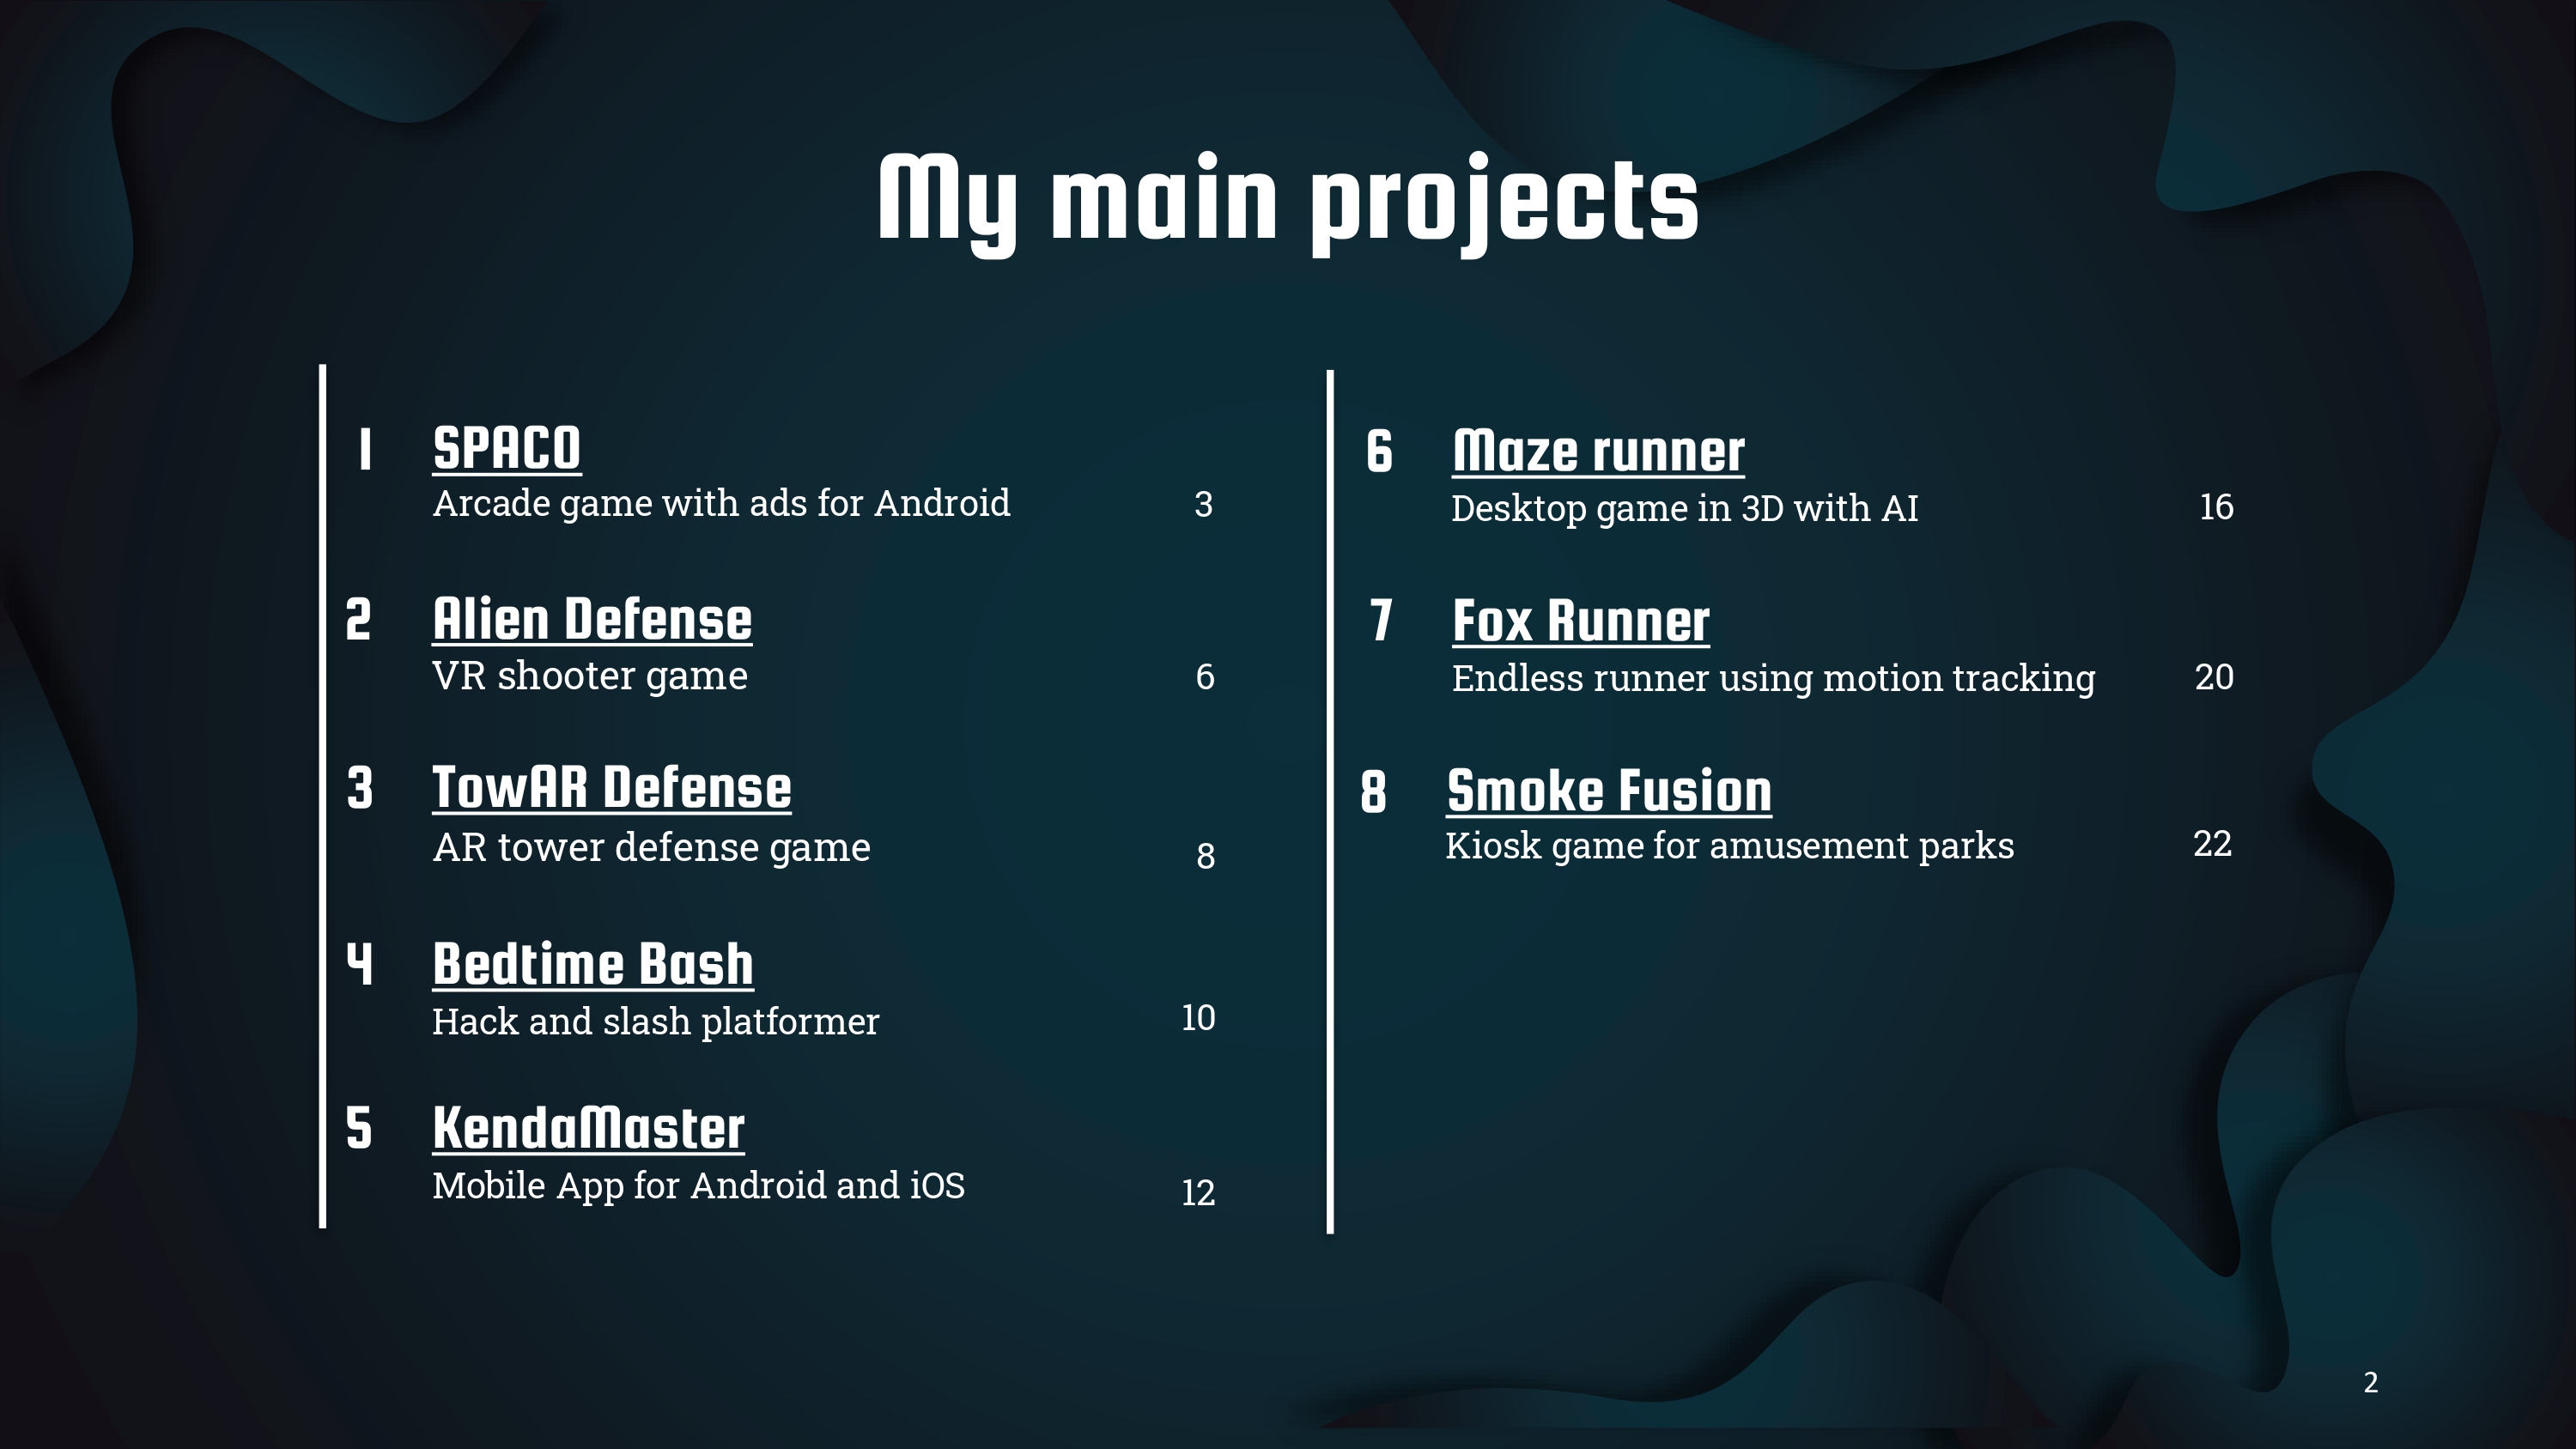 My main projects
1 SPACO
Arcade game with ads for Android 3
2 Alien Defense
VR shooter game 6
3 TowAR Defense
AR tower defense game 8
4 Bedtime Bash
Hack and slash platformer 10
5 KendaMaster
Mobile App for Android and iOS 12
6 Maze runner
Desktop game in 3D with AI 16
7 Fox Runner
Endless runner using motion tracking 20
8 Smoke Fusion
Kiosk game for amusement parks 22
2